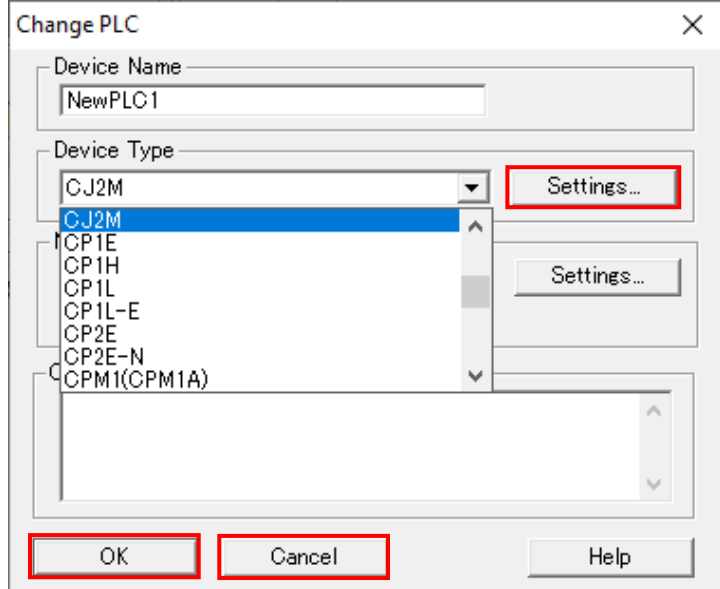 Change PLC
Device Name
NewPLC1
Device Type
CJ2M
Settings...
CJ2M
CP1E
CP1H
CP1L
CP1L-E
CP2E
CP2E-N
CPM1(CPM1A)
Settings...
OK
Cancel
Help